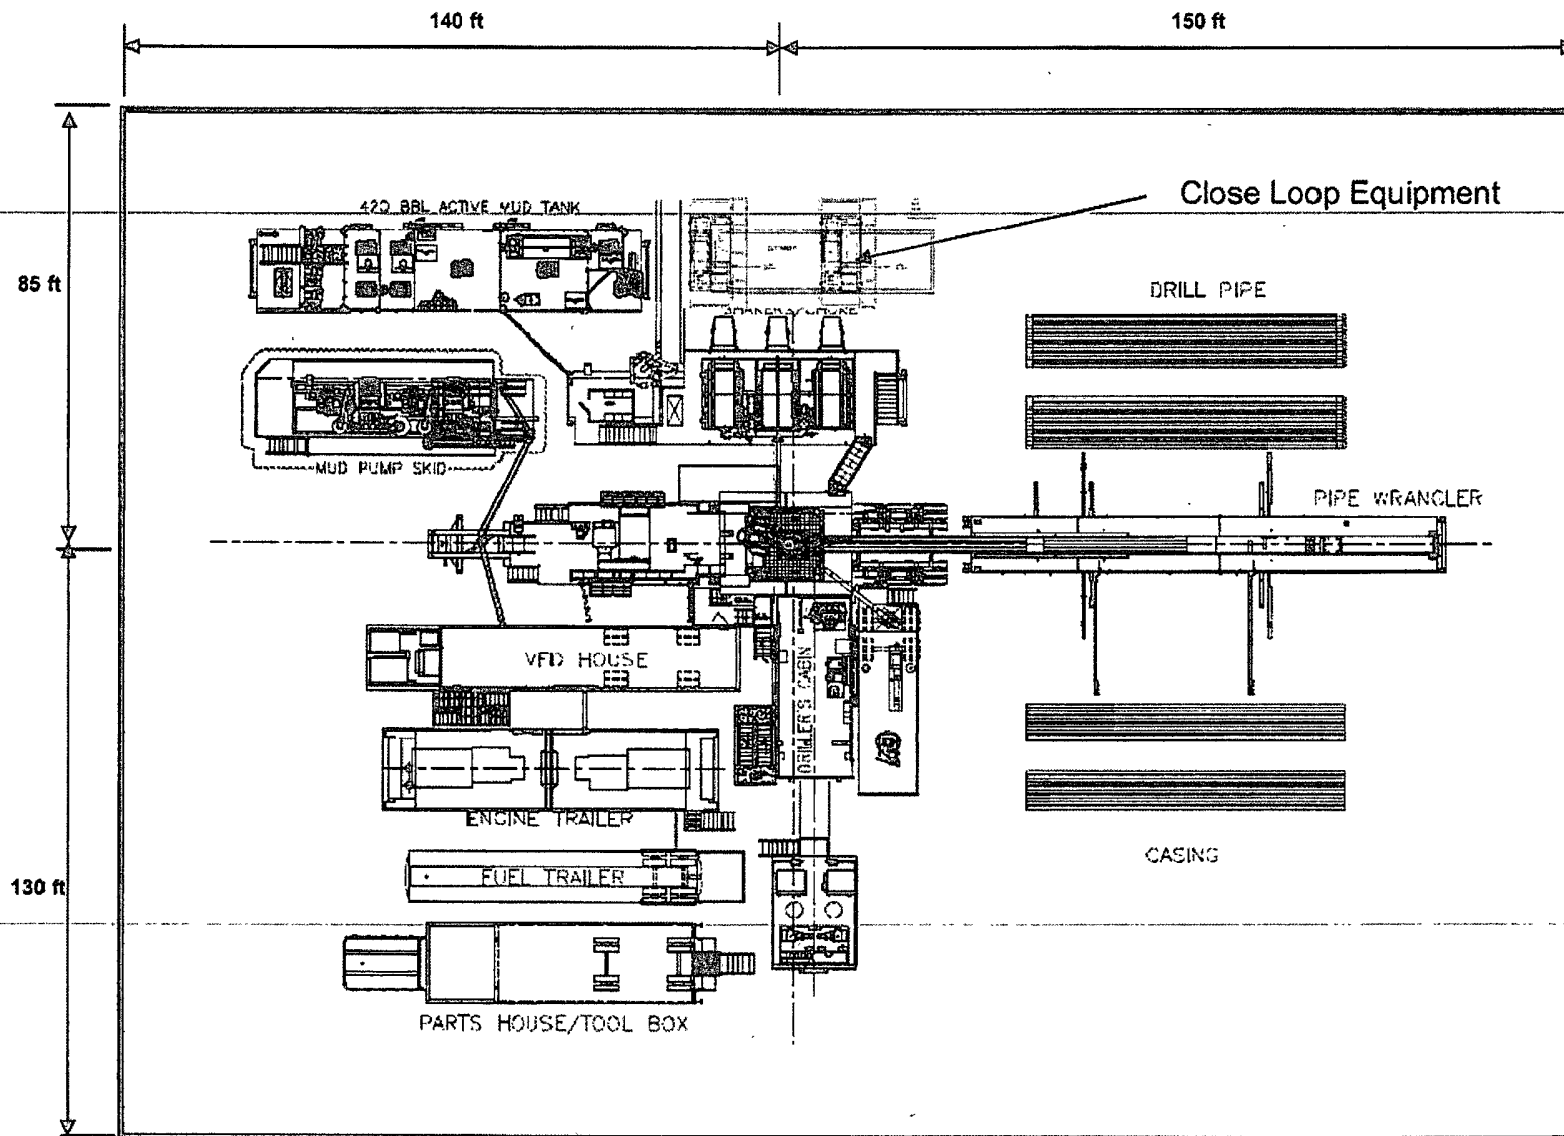 140 ft
150 ft
Close Loop Equipment
420 BBL ACTIVE MUD TANK
85 ft
DRILL PIPE
MUD PUMP SKID
PIPE WRANGLER
VFD HOUSE
DRILLER'S CABIN
ENGINE TRAILER
CASING
FUEL TRAILER
130 ft
PARTS HOUSE/TOOL BOX